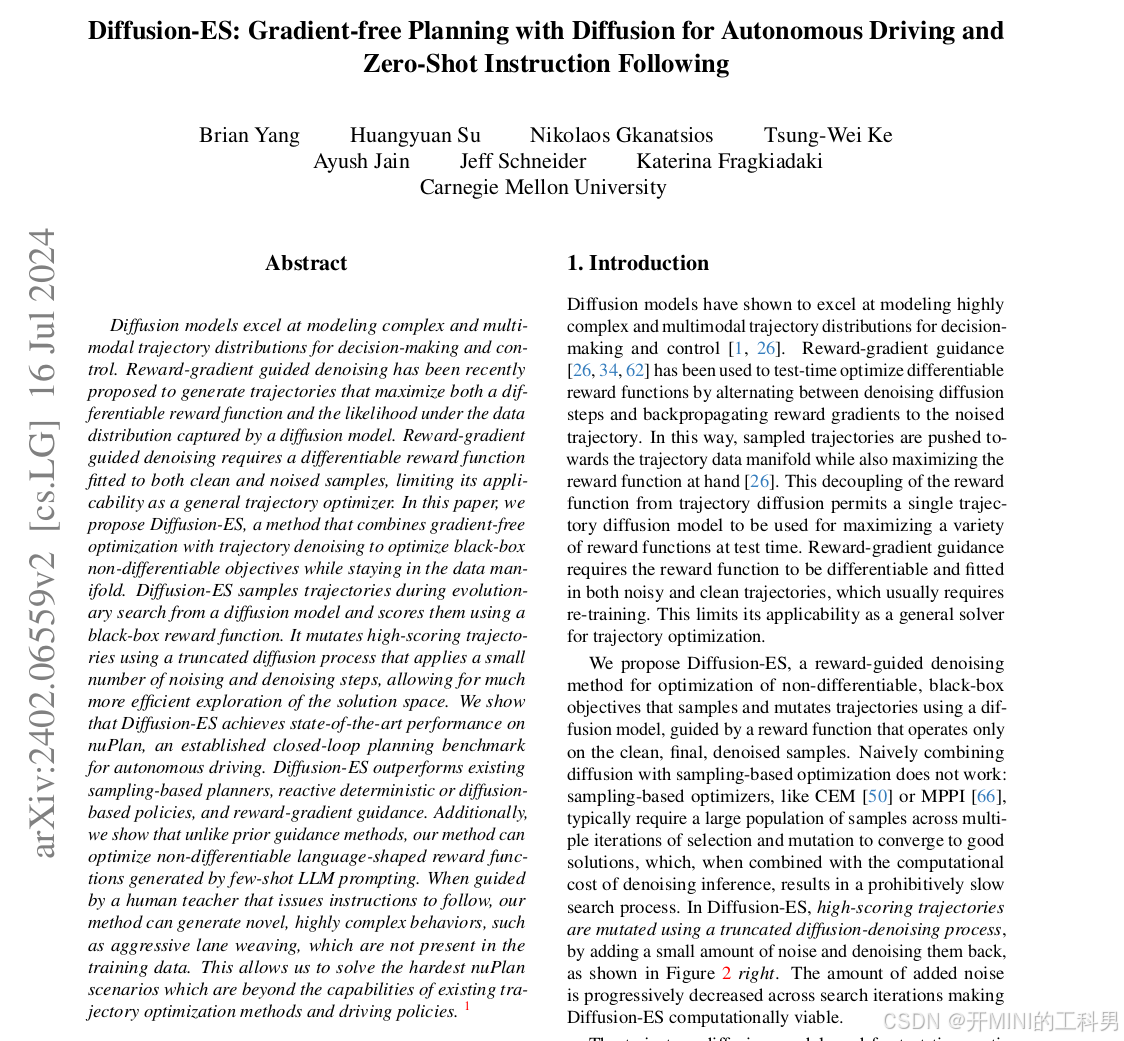 Diffusion-ES: Gradient-free Planning with Diffusion for Autonomous Driving and
Zero-Shot Instruction Following
Brian Yang Huangyuan Su Nikolaos Gkanatsios Tsung-Wei Ke
Ayush Jain Jeff Schneider Katerina Fragkiadaki
Carnegie Mellon University
arXiv:2402.06559v2 [cs.LG] 16 Jul 2024
Abstract
Diffusion models excel at modeling complex and multi-
modal trajectory distributions for decision-making and con-
trol. Reward-gradient guided denoising has been recently
proposed to generate trajectories that maximize both a dif-
ferentiable reward function and the likelihood under the data
distribution captured by a diffusion model. Reward-gradient
guided denoising requires a differentiable reward function
fitted to both clean and noised samples, limiting its appli-
cability as a general trajectory optimizer. In this paper, we
propose Diffusion-ES, a method that combines gradient-free
optimization with trajectory denoising to optimize black-box
non-differentiable objectives while staying in the data man-
ifold. Diffusion-ES samples trajectories during evolution-
ary search from a diffusion model and scores them using a
black-box reward function. It mutates high-scoring trajecto-
ries using a truncated diffusion process that applies a small
number of noising and denoising steps, allowing for much
more efficient exploration of the solution space. We show
that Diffusion-ES achieves state-of-the-art performance on
nuPlan, an established closed-loop planning benchmark
for autonomous driving. Diffusion-ES outperforms existing
sampling-based planners, reactive deterministic or diffusion-
based policies, and reward-gradient guidance. Additionally,
we show that unlike prior guidance methods, our method can
optimize non-differentiable language-shaped reward func-
tions generated by few-shot LLM prompting. When guided
by a human teacher that issues instructions to follow, our
method can generate novel, highly complex behaviors, such
as aggressive lane weaving, which are not present in the
training data. This allows us to solve the hardest nuPlan
scenarios which are beyond the capabilities of existing tra-
jectory optimization methods and driving policies. 1
1. Introduction
Diffusion models have shown to excel at modeling highly
complex and multimodal trajectory distributions for decision-
making and control [1, 26]. Reward-gradient guidance
[26, 34, 62] has been used to test-time optimize differentiable
reward functions by alternating between denoising diffusion
steps and backpropagating reward gradients to the noised
trajectory. In this way, sampled trajectories are pushed to-
wards the trajectory data manifold while also maximizing the
reward function at hand [26]. This decoupling of the reward
function from trajectory diffusion permits a single trajec-
tory diffusion model to be used for maximizing a variety
of reward functions at test time. Reward-gradient guidance
requires the reward function to be differentiable and fitted
in both noisy and clean trajectories, which usually requires
re-training. This limits its applicability as a general solver
for trajectory optimization.
We propose Diffusion-ES, a reward-guided denoising
method for optimization of non-differentiable, black-box
objectives that samples and mutates trajectories using a dif-
fusion model, guided by a reward function that operates only
on the clean, final, denoised samples. Naively combining
diffusion with sampling-based optimization does not work:
sampling-based optimizers, like CEM [50] or MPPI [66],
typically require a large population of samples across multi-
ple iterations of selection and mutation to converge to good
solutions, which, when combined with the computational
cost of denoising inference, results in a prohibitively slow
search process. In Diffusion-ES, high-scoring trajectories
are mutated using a truncated diffusion-denoising process,
by adding a small amount of noise and denoising them back,
as shown in Figure 2 right. The amount of added noise
is progressively decreased across search iterations making
Diffusion-ES computationally viable.
CSDN @开MINI的工科男